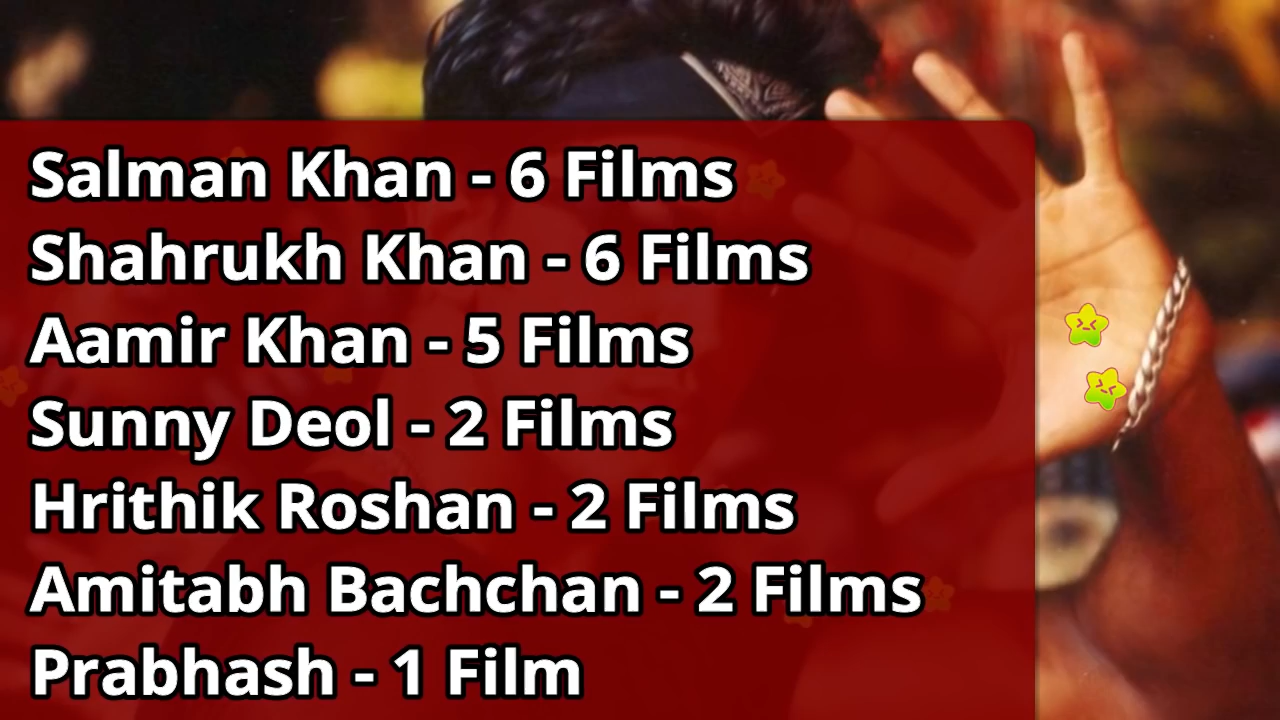 Salman Khan - 6 Films
Shahrukh Khan - 6 Films
Aamir Khan - 5 Films
Sunny Deol - 2 Films
Hrithik Roshan - 2 Films
Amitabh Bachchan - 2 Films
Prabhash - 1 Film